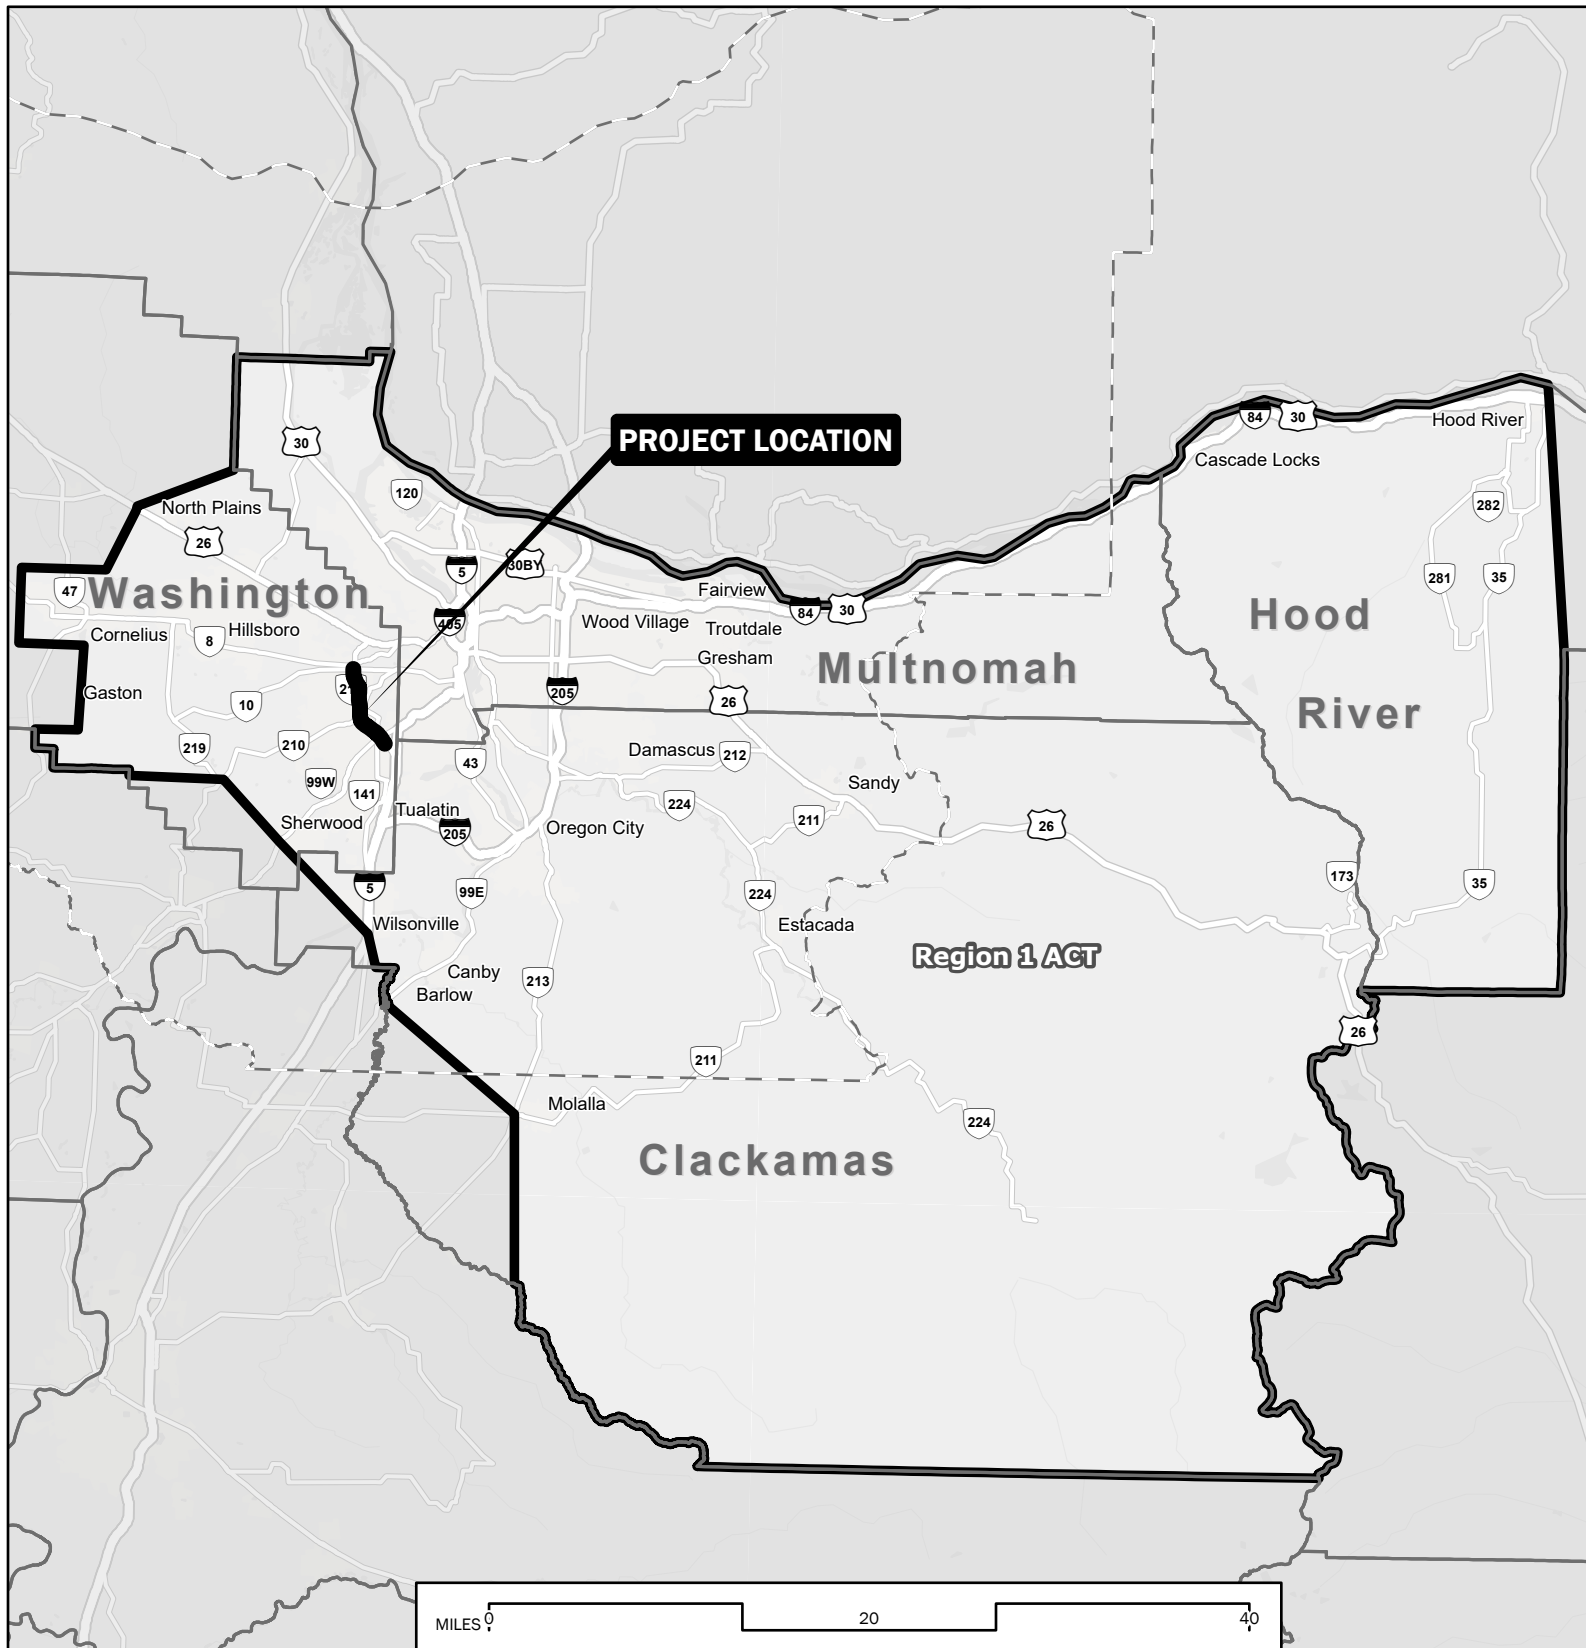 84
30
Hood River
PROJECT LOCATION
30
Cascade Locks
120
North Plains
282
26
5
30BY
281
35
47
Washington
Fairview
84
30
Hood
River
Wood Village
Troutdale
405
Cornelius
8
Hillsboro
Gresham
Multnomah
Gaston
205
26
10
219
210
43
Damascus
212
99W
141
Sandy
Tualatin
224
211
26
Sherwood
205
Oregon City
173
35
5
99E
224
Wilsonville
Estacada
Region 1 ACT
Canby
Barlow
213
26
211
Molalla
224
Clackamas
MILES 0 20 40